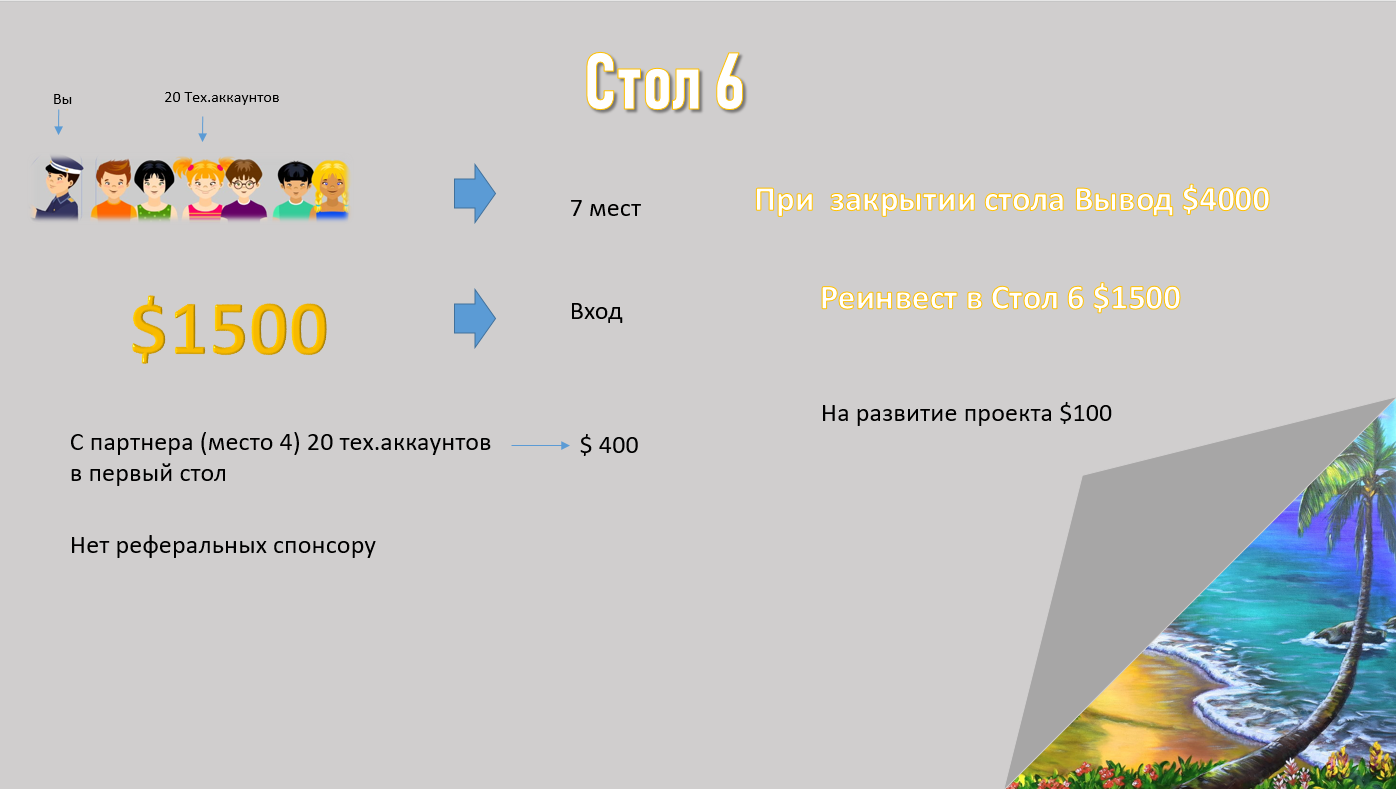 Стол 6
Вы
20 Тех.аккаунтов
7 мест
При закрытии стола Вывод $4000
$1500
Вход
Реинвест в Стол 6 $1500
На развитие проекта $100
С партнера (место 4) 20 тех.аккаунтов
в первый стол
$ 400
Нет реферальных спонсору